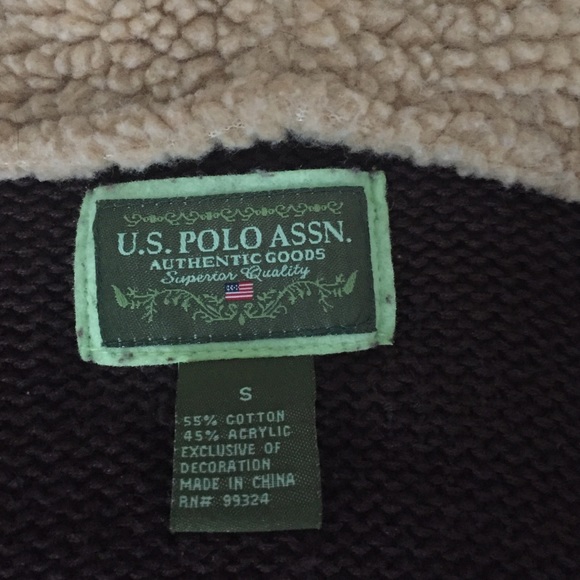 U.S. POLO ASSN.
AUTHENTIC GOODS
Superior Quality
S
55% COTTON
45% ACRYLIC
EXCLUSIVE OF
DECORATION
MADE IN CHINA
RN# 99324